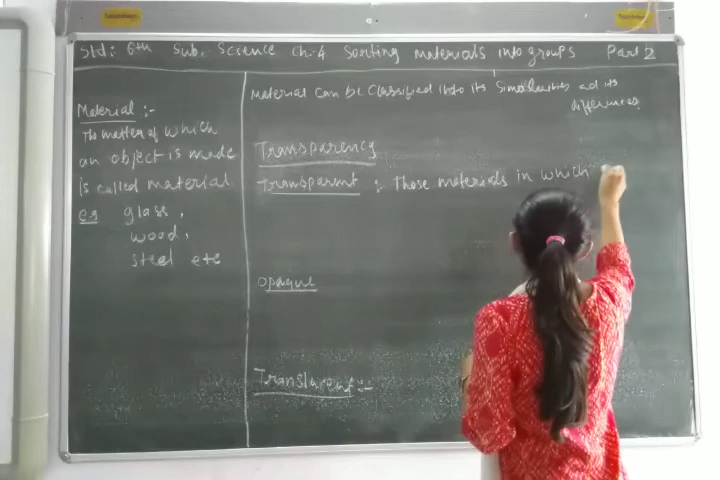 Std: 6th Sub. Science Ch-4 Sorting materials into groups Part 2
Material :-
The matter of which
an object is made
is called material
eg glass,
wood,
steel etc
Material can be Classified into its Similarities ad its
differences.
Transparency
Transparent :- Those materials in which
Opaque
Translucent :-